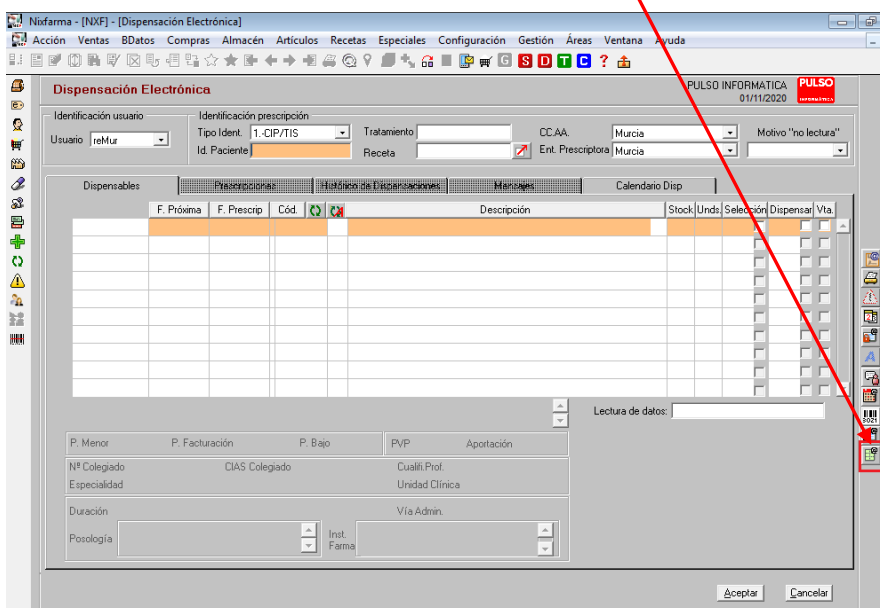 Nixfarma - [NXF] - [Dispensación Electrónica]
Acción Ventas BDatos Compras Almacén Artículos Recetas Especiales Configuración Gestión Áreas Ventana Ayuda
G S D T C ?
Dispensación Electrónica
PULSO INFORMATICA
01/11/2020
PULSO
INFORMÁTICA
Identificación usuario
Identificación prescripción
Usuario reMur
Tipo Ident. 1.-CIP/TIS
Tratamiento
CC.AA. Murcia
Motivo "no lectura"
Id. Paciente
Receta
Ent. Prescriptora Murcia
Dispensables Prescripciones Histórico de Dispensaciones Mensajes Calendario Disp
F. Próxima F. Prescrip Cód. Descripción Stock Unds. Selección Dispensar Vta.
Lectura de datos:
P. Menor P. Facturación P. Bajo PVP Aportación
Nº Colegiado CIAS Colegiado Cualifi.Prof.
Especialidad Unidad Clínica
Duración Vía Admin.
Posología
Inst.
Farma
Aceptar Cancelar